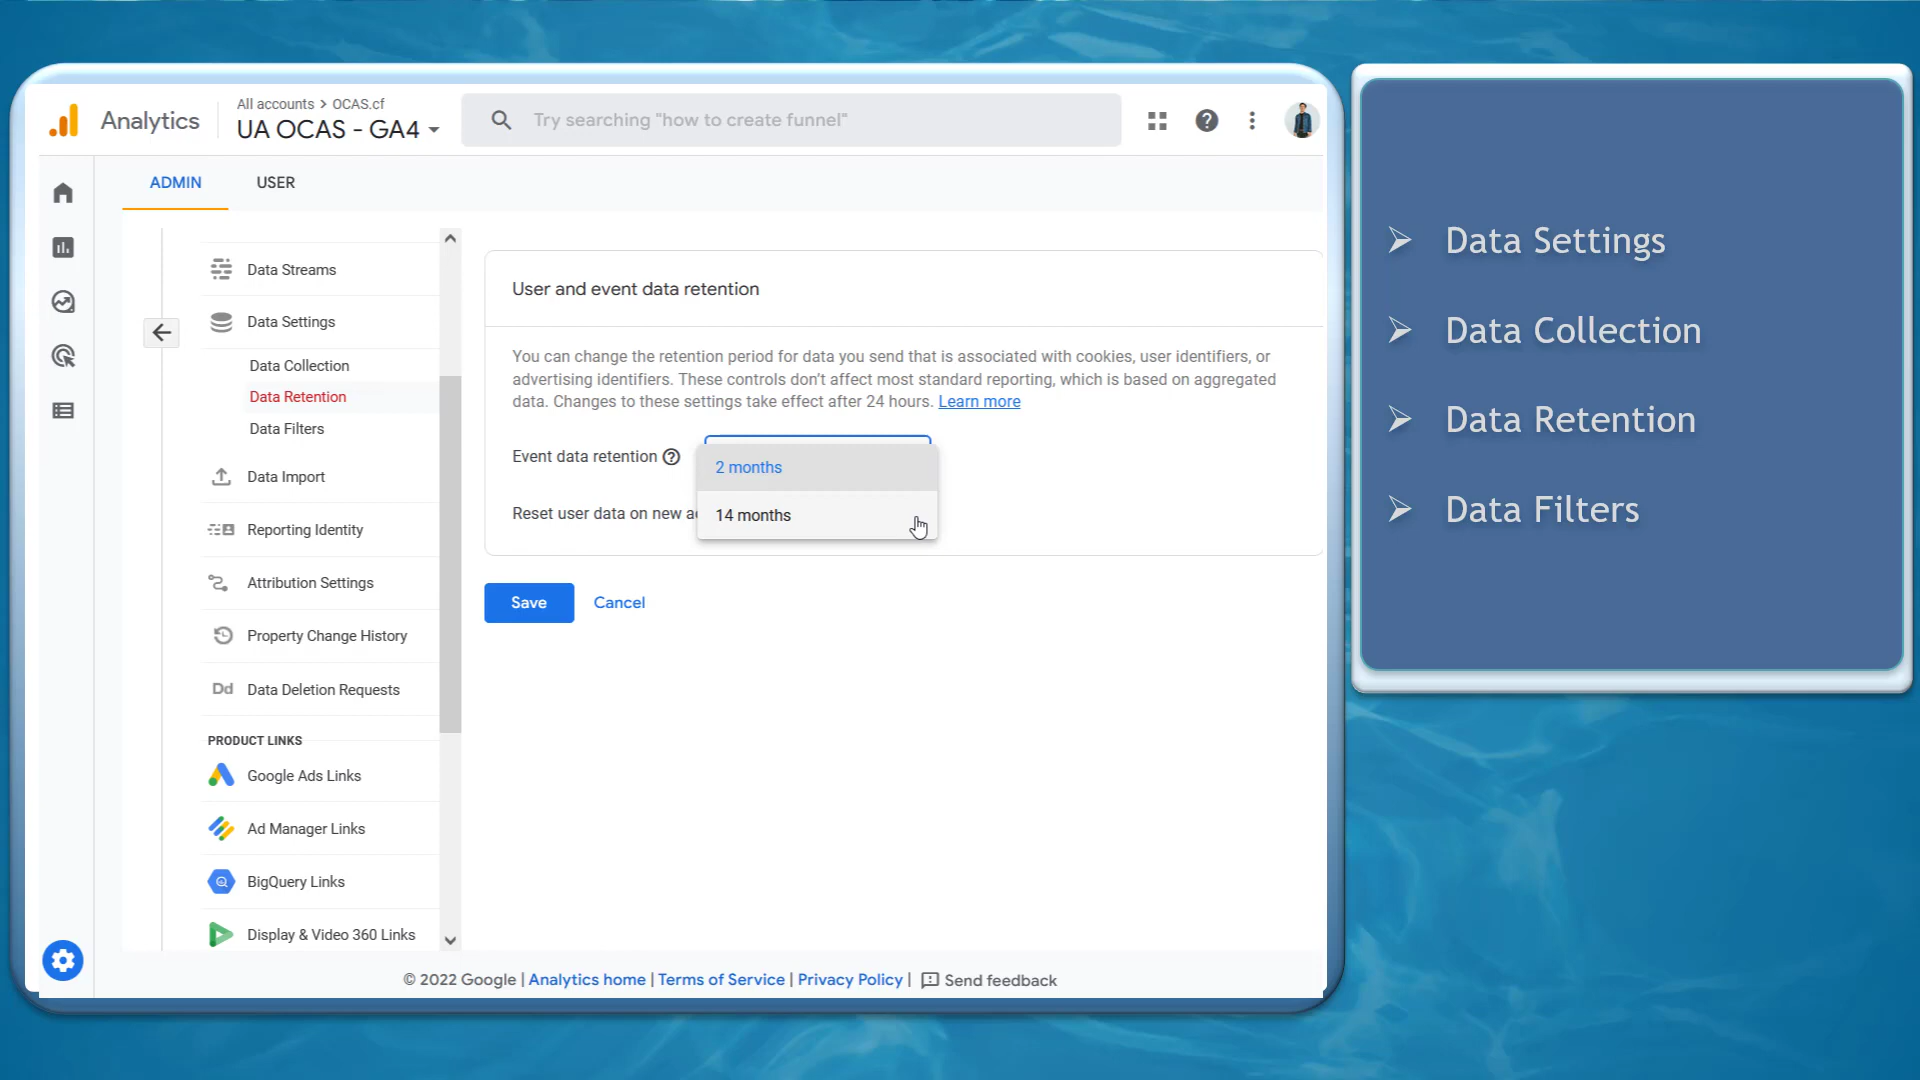 Analytics
All accounts > OCAS.cf
UA OCAS - GA4
Try searching "how to create funnel"
ADMIN
USER
Data Streams
Data Settings
Data Collection
Data Retention
Data Filters
Data Import
Reporting Identity
Attribution Settings
Property Change History
Dd Data Deletion Requests
PRODUCT LINKS
Google Ads Links
Ad Manager Links
BigQuery Links
Display & Video 360 Links
User and event data retention
You can change the retention period for data you send that is associated with cookies, user identifiers, or
advertising identifiers. These controls don't affect most standard reporting, which is based on aggregated
data. Changes to these settings take effect after 24 hours. Learn more
Event data retention
2 months
Reset user data on new
14 months
Save
Cancel
© 2022 Google | Analytics home | Terms of Service | Privacy Policy | Send feedback
➢ Data Settings
➢ Data Collection
➢ Data Retention
➢ Data Filters